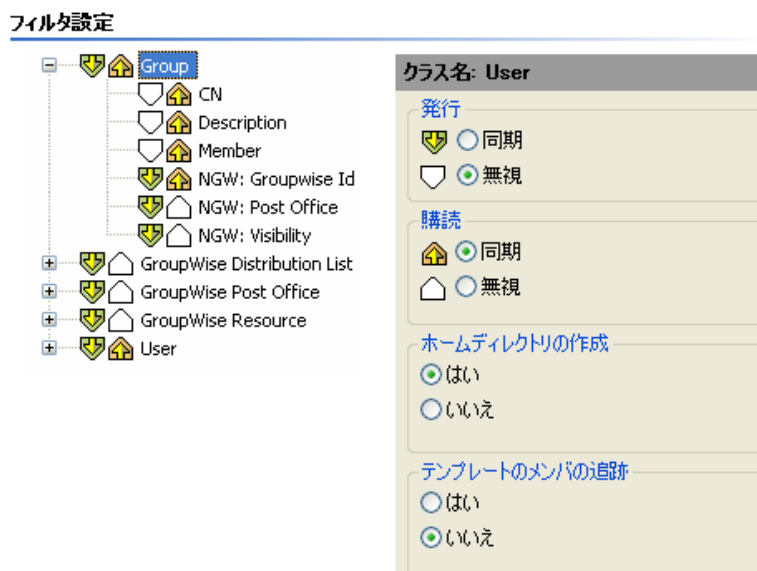 フィルタ設定
Group
CN
Description
Member
NGW: Groupwise Id
NGW: Post Office
NGW: Visibility
GroupWise Distribution List
GroupWise Post Office
GroupWise Resource
User
クラス名: User
発行
同期
無視
購読
同期
無視
ホームディレクトリの作成
はい
いいえ
テンプレートのメンバの追跡
はい
いいえ